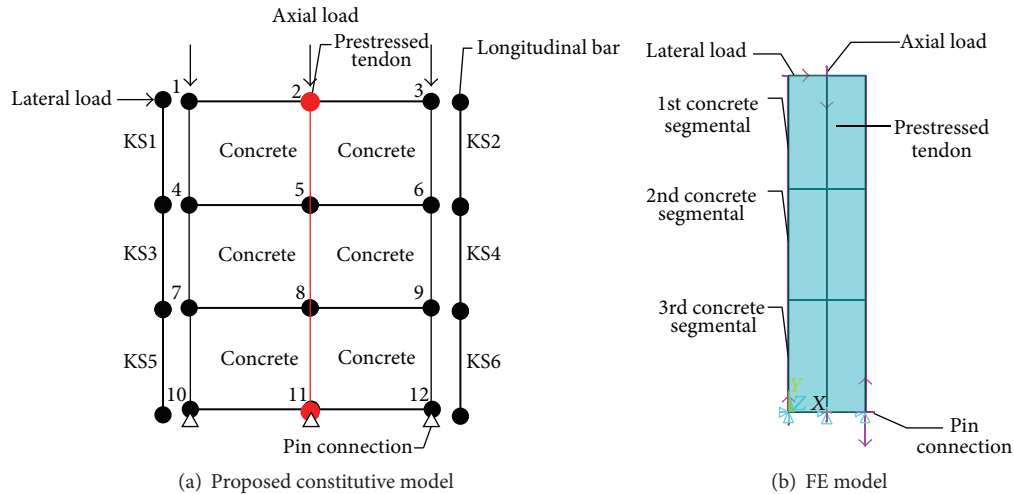 Axial load
Prestressed
tendon
Longitudinal bar
Lateral load
1
2
3
KS1
Concrete
Concrete
KS2
4
5
6
KS3
Concrete
Concrete
KS4
7
8
9
KS5
Concrete
Concrete
KS6
10
11
12
Pin connection
(a) Proposed constitutive model
Lateral load
Axial load
1st concrete
segmental
Prestressed
tendon
2nd concrete
segmental
3rd concrete
segmental
Y
Z X
Pin
connection
(b) FE model